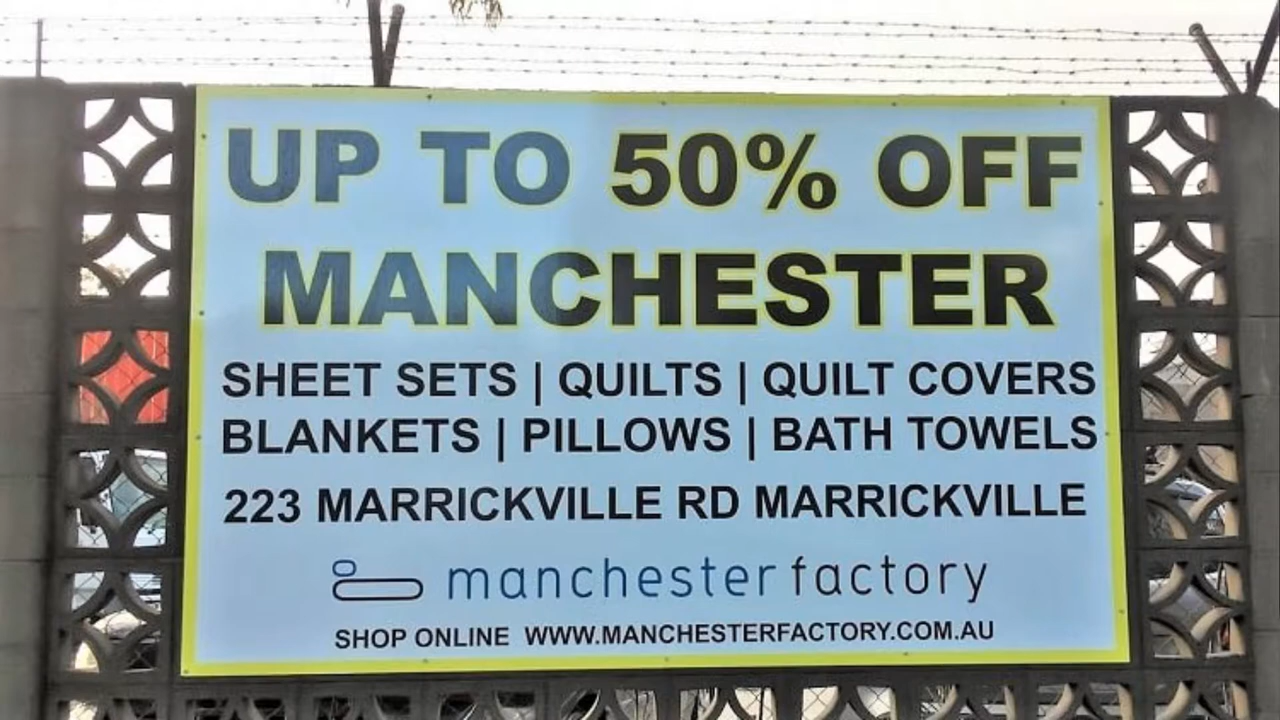 UP TO 50% OFF
MANCHESTER
SHEET SETS | QUILTS | QUILT COVERS
BLANKETS | PILLOWS | BATH TOWELS
223 MARRICKVILLE RD MARRICKVILLE
manchester factory
SHOP ONLINE WWW.MANCHESTERFACTORY.COM.AU